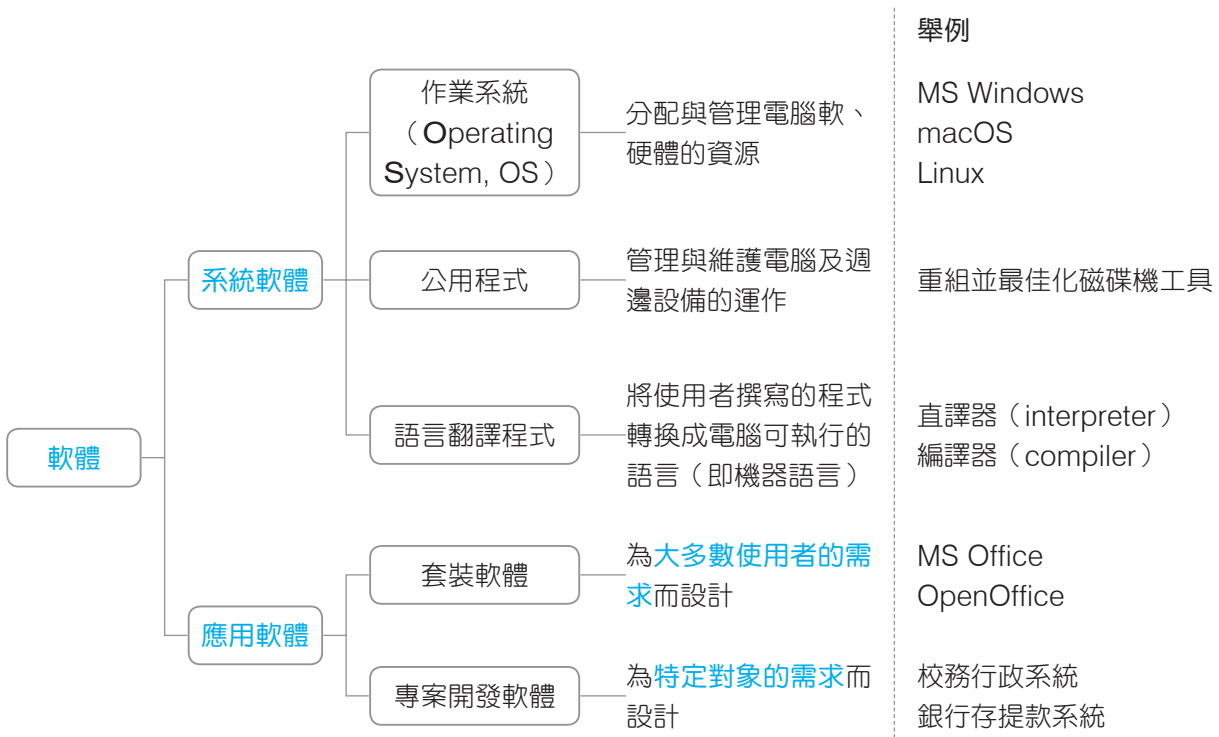 舉例
作業系統
（Operating
System, OS）
分配與管理電腦軟、
硬體的資源
MS Windows
macOS
Linux
系統軟體
公用程式
管理與維護電腦及週
邊設備的運作
重組並最佳化磁碟機工具
語言翻譯程式
將使用者撰寫的程式
轉換成電腦可執行的
語言（即機器語言）
直譯器（interpreter）
編譯器（compiler）
軟體
套裝軟體
為大多數使用者的需
求而設計
MS Office
OpenOffice
應用軟體
專案開發軟體
為特定對象的需求而
設計
校務行政系統
銀行存提款系統